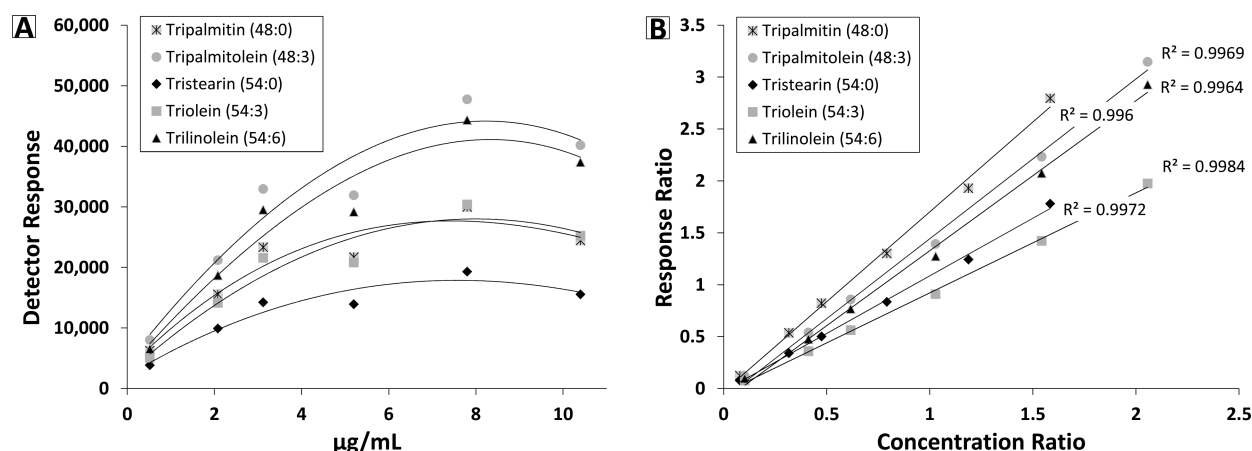 A
60,000
50,000
40,000
30,000
20,000
10,000
0
Detector Response
Tripalmitin (48:0)
Tripalmitolein (48:3)
Tristearin (54:0)
Triolein (54:3)
Trilinolein (54:6)
0 2 4 6 8 10
µg/mL
B
3.5
3
2.5
2
1.5
1
0.5
0
Response Ratio
Tripalmitin (48:0)
Tripalmitolein (48:3)
Tristearin (54:0)
Triolein (54:3)
Trilinolein (54:6)
R² = 0.9969
R² = 0.9964
R² = 0.996
R² = 0.9984
R² = 0.9972
0 0.5 1 1.5 2 2.5
Concentration Ratio